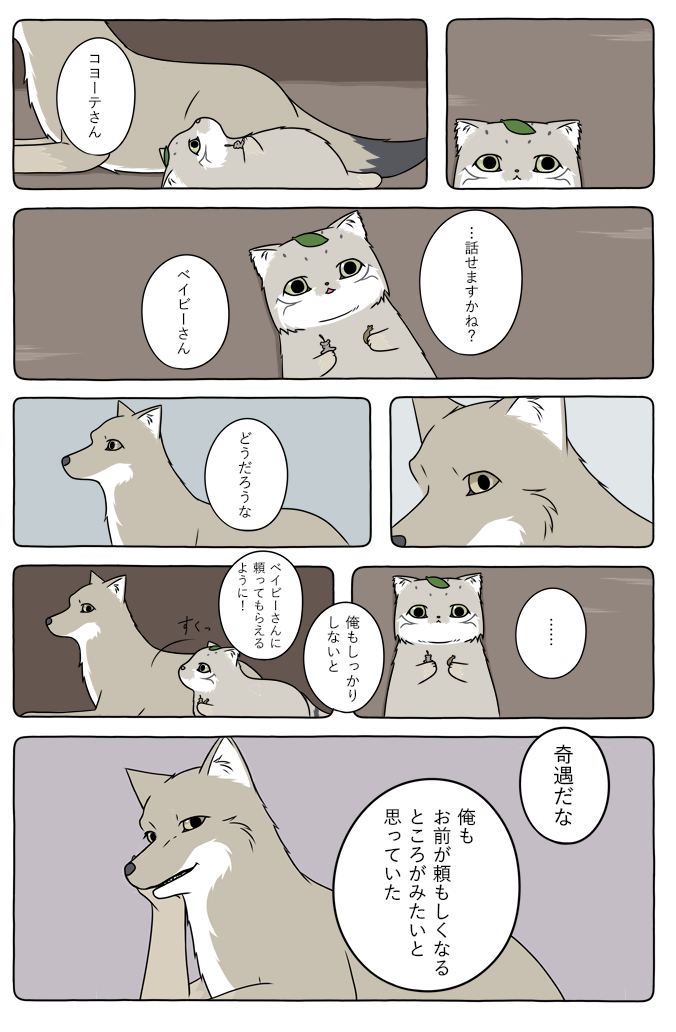 コヨーテさん
…話せますかね？
ベイビーさん
どうだろうな
……
俺もしっかり
しないと
ベイビーさんに
頼ってもらえる
ように！
すくっ
奇遇だな
俺も
お前が頼もしくなる
ところがみたいと
思っていた